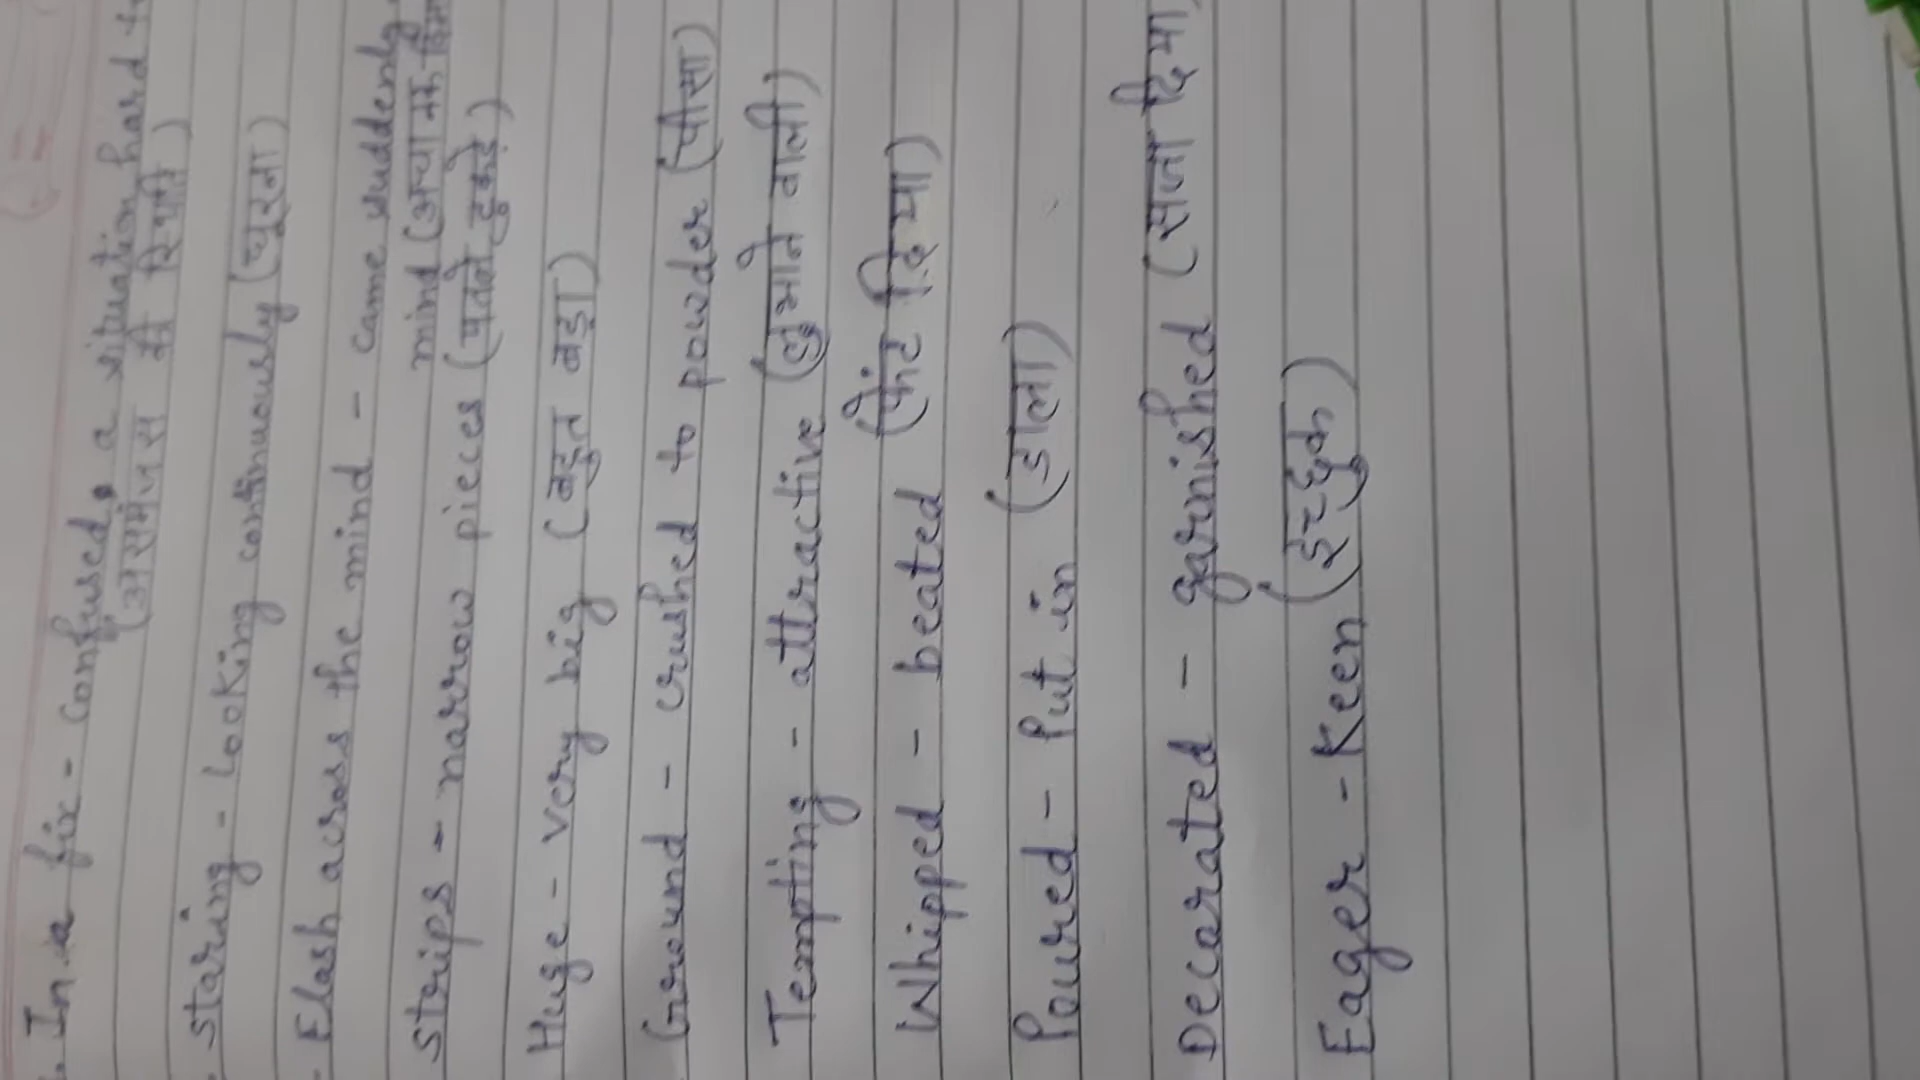 In a fix - Confused, a situation hard
(असमंजस की स्थिति)
Staring - Looking continuously (घूरना)
Flash across the mind - came suddenly
mind (अचानक
Strips - narrow pieces (पतले टुकड़े)
Huge - very big (बहुत बड़ा)
Ground - crushed to powder (पीसा)
Tempting - attractive (लुभाने वाली)
Whipped - beated (फेंट दिया)
Poured - Put in (डाला)
Decorated - garnished (सजा दिया)
Eager - Keen (इच्छुक)